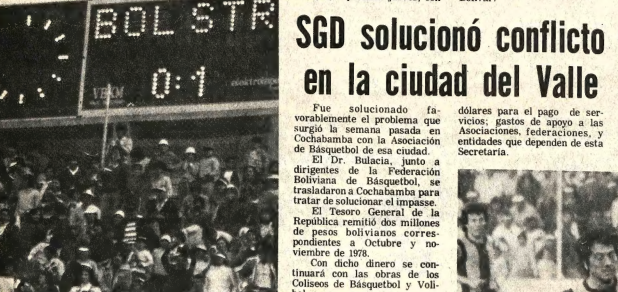 BOL STR
0:1
VEKM
SGD solucionó conflicto
en la ciudad del Valle
Fue solucionado fa-
vorablemente el problema que
surgió la semana pasada en
Cochabamba con la Asociación
de Básquetbol de esa ciudad.
El Dr. Bulacia, junto a
dirigentes de la Federación
Boliviana de Básquetbol, se
trasladaron a Cochabamba para
tratar de solucionar el impasse.
El Tesoro General de la
República remitió dos millones
de pesos bolivianos corres-
pondientes a Octubre y no-
viembre de 1978.
Con dicho dinero se con-
tinuará con las obras de los
Coliseos de Básquetbol y Voli-
dólares para el pago de ser-
vicios; gastos de apoyo a las
Asociaciones, federaciones, y
entidades que dependen de esta
Secretaría.